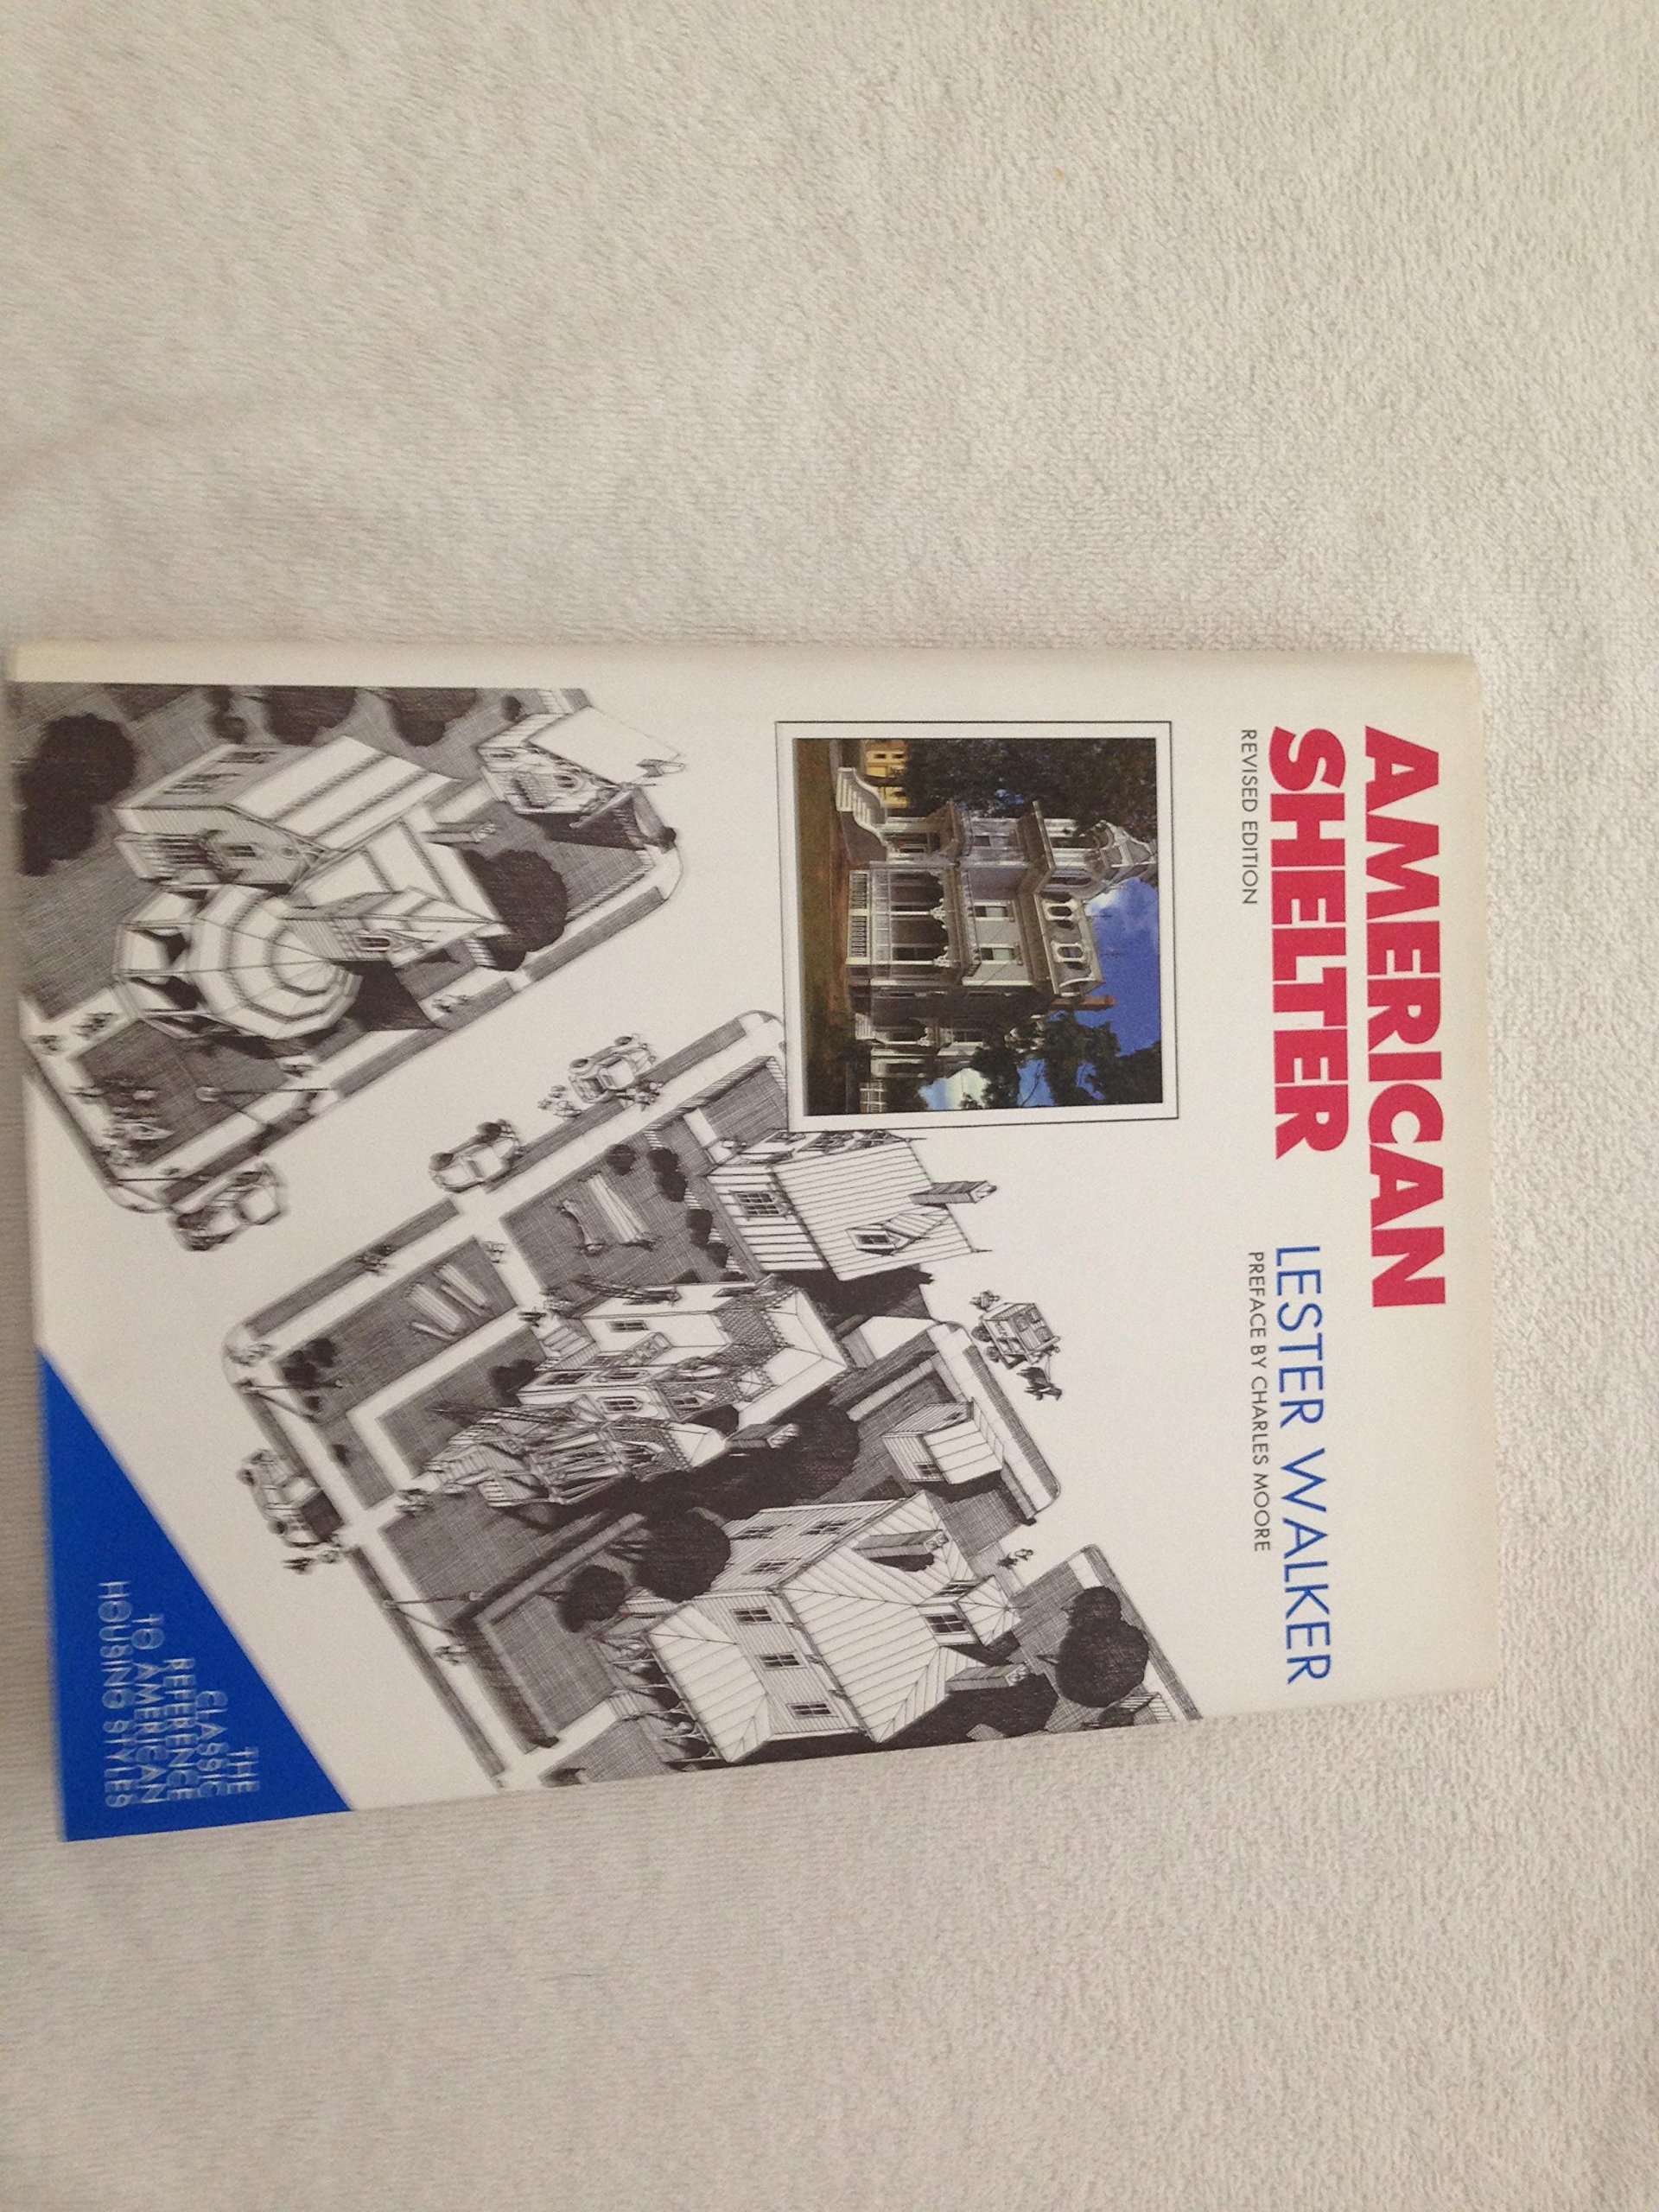 AMERICAN
SHELTER
LESTER WALKER
REVISED EDITION
PREFACE BY CHARLES MOORE
THE
CLASSIC
REFERENCE
TO AMERICAN
HOUSING STYLES